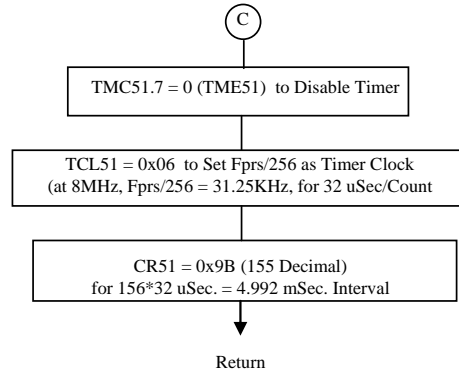 C
TMC51.7 = 0 (TME51) to Disable Timer
TCL51 = 0x06 to Set Fprs/256 as Timer Clock
(at 8MHz, Fprs/256 = 31.25KHz, for 32 uSec/Count
CR51 = 0x9B (155 Decimal)
for 156*32 uSec. = 4.992 mSec. Interval
Return